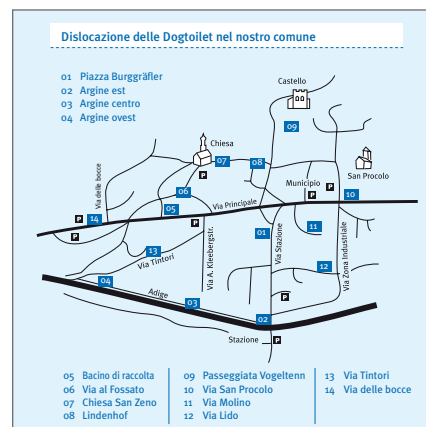 Dislocazione delle Dogtoilet nel nostro comune
01 Piazza Burggräfler
02 Argine est
03 Argine centro
04 Argine ovest
Castello
09
Chiesa
07
08
P
San Procolo
Municipio
P
P
10
Via delle bocce
06
05
Via Principale
P
14
P
P
01
11
Via Stazione
Via A. Kleebergstr.
Via Zona Industriale
13
Via Tintori
12
04
Adige
03
P
02
Stazione
P
05 Bacino di raccolta
06 Via al Fossato
07 Chiesa San Zeno
08 Lindenhof
09 Passeggiata Vogeltenn
10 Via San Procolo
11 Via Molino
12 Via Lido
13 Via Tintori
14 Via delle bocce